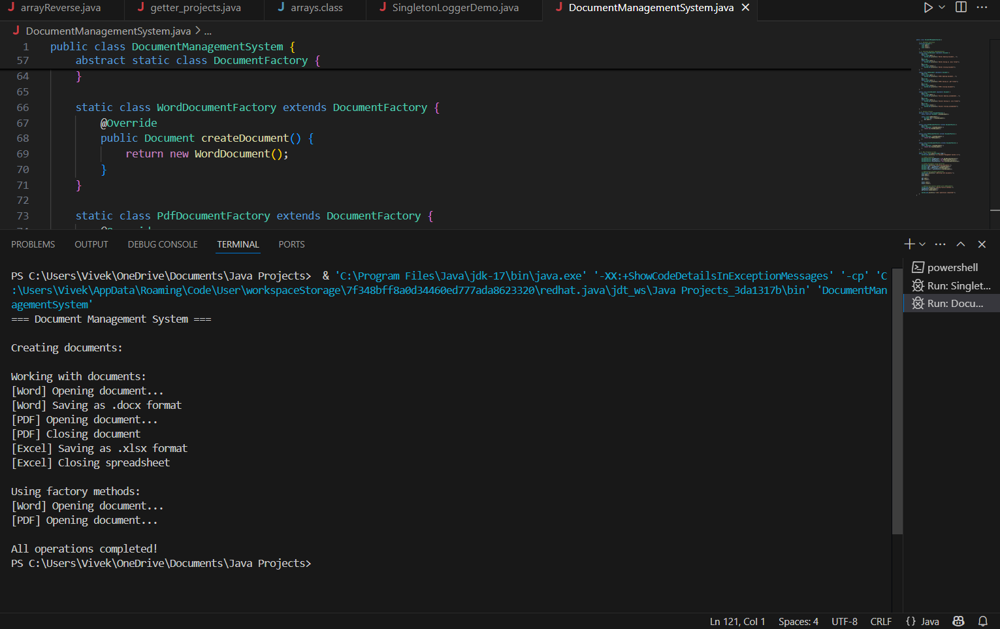 arrayReverse.java
getter_projects.java
arrays.class
SingletonLoggerDemo.java
DocumentManagementSystem.java
DocumentManagementSystem.java > ...
1 public class DocumentManagementSystem {
57 abstract static class DocumentFactory {
64 }
65
66 static class WordDocumentFactory extends DocumentFactory {
67 @Override
68 public Document createDocument() {
69 return new WordDocument();
70 }
71 }
72
73 static class PdfDocumentFactory extends DocumentFactory {
PROBLEMS OUTPUT DEBUG CONSOLE TERMINAL PORTS
PS C:\Users\Vivek\OneDrive\Documents\Java Projects> & 'C:\Program Files\Java\jdk-17\bin\java.exe' '-XX:+ShowCodeDetailsInExceptionMessages' '-cp' 'C
:\Users\Vivek\AppData\Roaming\Code\User\workspaceStorage\7f348bff8a0d34460ed777ada8623320\redhat.java\jdt_ws\Java Projects_3da1317b\bin' 'DocumentMan
agementSystem'
=== Document Management System ===
Creating documents:
Working with documents:
[Word] Opening document...
[Word] Saving as .docx format
[PDF] Opening document...
[PDF] Closing document
[Excel] Saving as .xlsx format
[Excel] Closing spreadsheet
Using factory methods:
[Word] Opening document...
[PDF] Opening document...
All operations completed!
PS C:\Users\Vivek\OneDrive\Documents\Java Projects>
powershell
Run: Singlet...
Run: Docu...
Ln 121, Col 1 Spaces: 4 UTF-8 CRLF {} Java